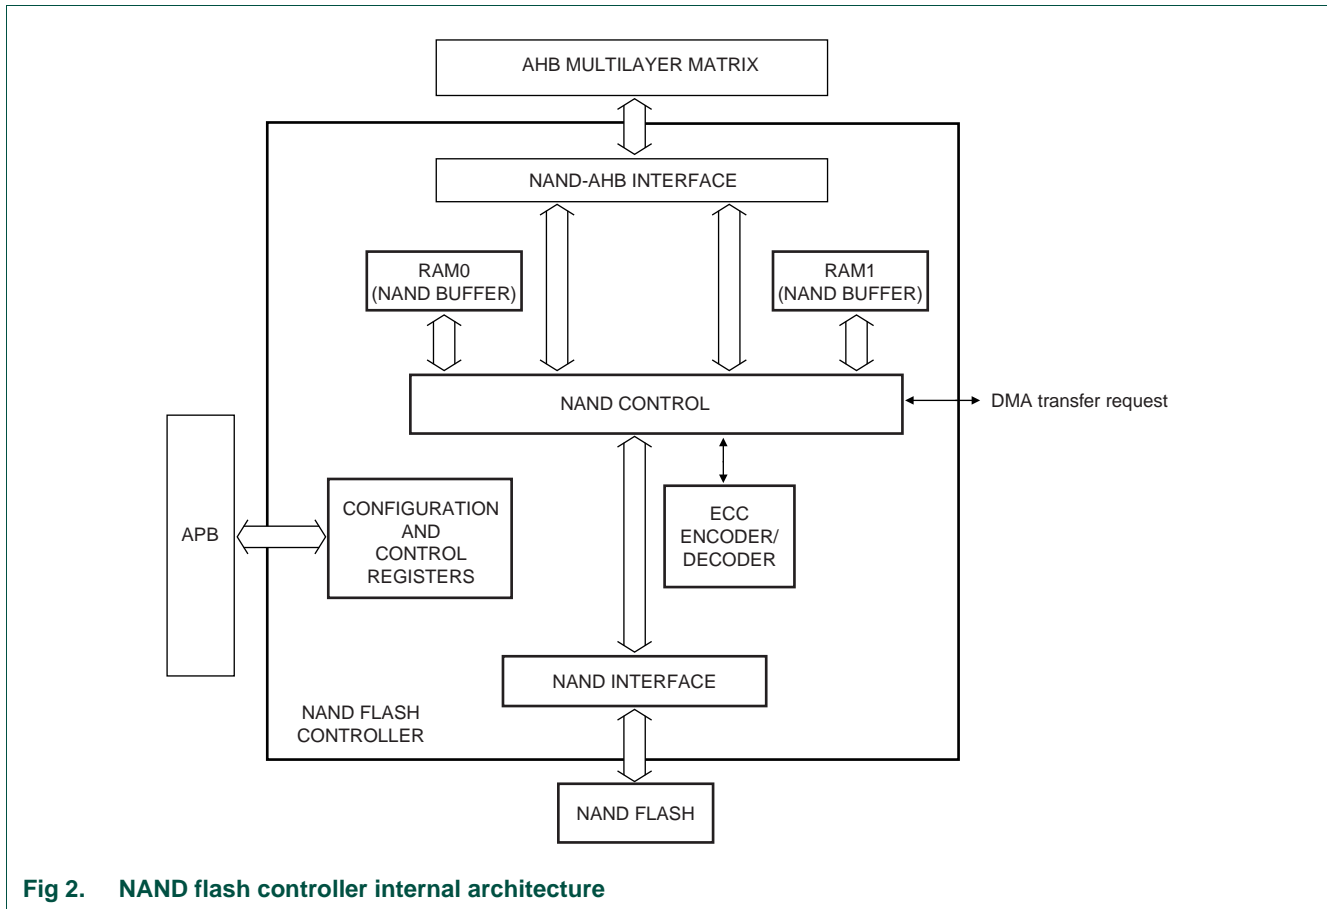 AHB MULTILAYER MATRIX
NAND-AHB INTERFACE
RAM0
(NAND BUFFER)
RAM1
(NAND BUFFER)
NAND CONTROL
DMA transfer request
APB
CONFIGURATION
AND
CONTROL
REGISTERS
ECC
ENCODER/
DECODER
NAND INTERFACE
NAND FLASH
CONTROLLER
NAND FLASH
Fig 2. NAND flash controller internal architecture